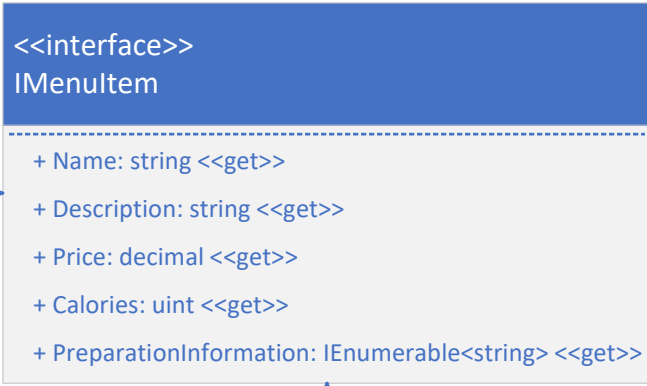 <<interface>>
IMenuItem
+ Name: string <<get>>
+ Description: string <<get>>
+ Price: decimal <<get>>
+ Calories: uint <<get>>
+ PreparationInformation: IEnumerable<string> <<get>>